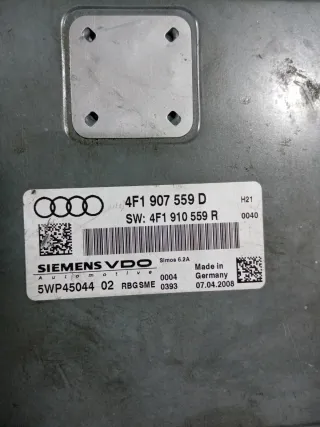 4F1 907 559 D H21
SW: 4F1 910 559 R 0040
SIEMENS VDO Simos 6.2A
Automotive
5WP45044 02 RBGSME
0004
0393
Made in
Germany
07.04.2008